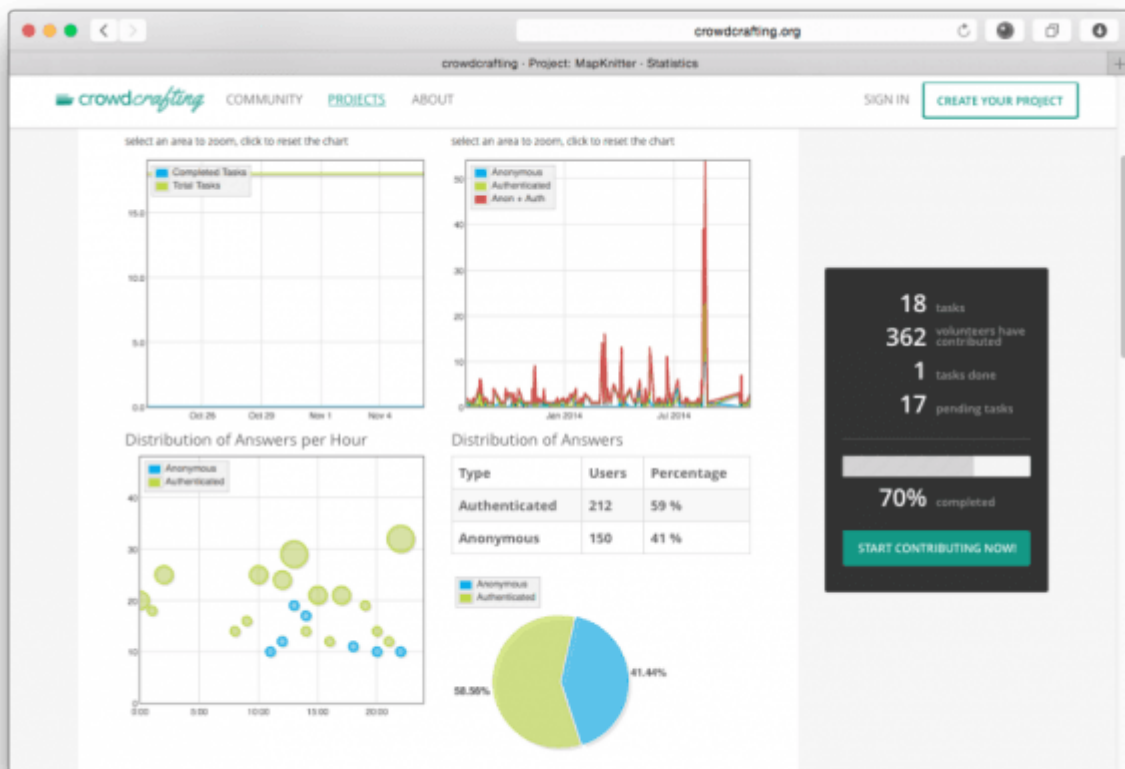 crowdcrafting.org
crowdcrafting - Project: MapKnitter - Statistics
crowdcrafting COMMUNITY PROJECTS ABOUT SIGN IN CREATE YOUR PROJECT
select an area to zoom, click to reset the chart
Completed Tasks
Total Tasks
15.0
10.0
5.0
0.0
Oct 26 Oct 29 Nov 1 Nov 4
select an area to zoom, click to reset the chart
Anonymous
Authenticated
Anon + Auth
50
40
30
20
10
0
Jan 2014 Jul 2014
Distribution of Answers per Hour
Anonymous
Authenticated
40
30
20
10
0
0:00 5:00 10:00 15:00 20:00
Distribution of Answers
Type Users Percentage
Authenticated 212 59 %
Anonymous 150 41 %
Anonymous
Authenticated
41.44%
58.56%
18 tasks
362 volunteers have
contributed
1 tasks done
17 pending tasks
70% completed
START CONTRIBUTING NOW!